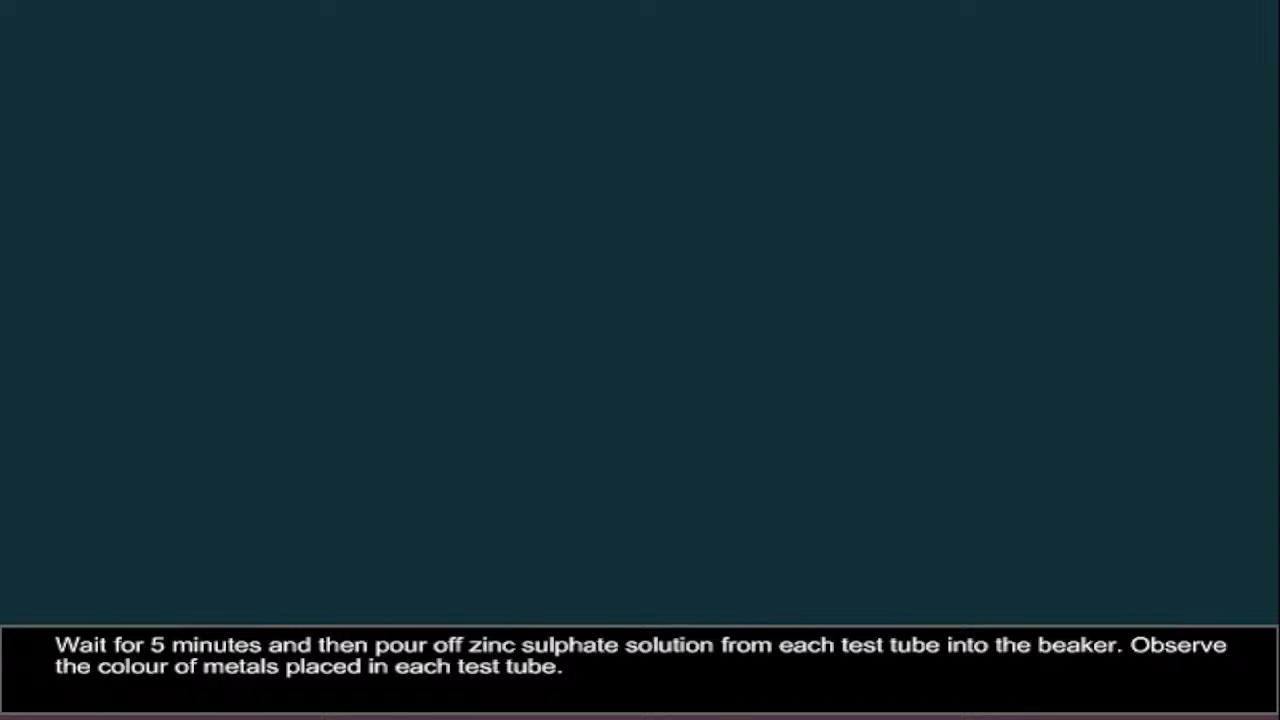 Wait for 5 minutes and then pour off zinc sulphate solution from each test tube into the beaker. Observe
the colour of metals placed in each test tube.